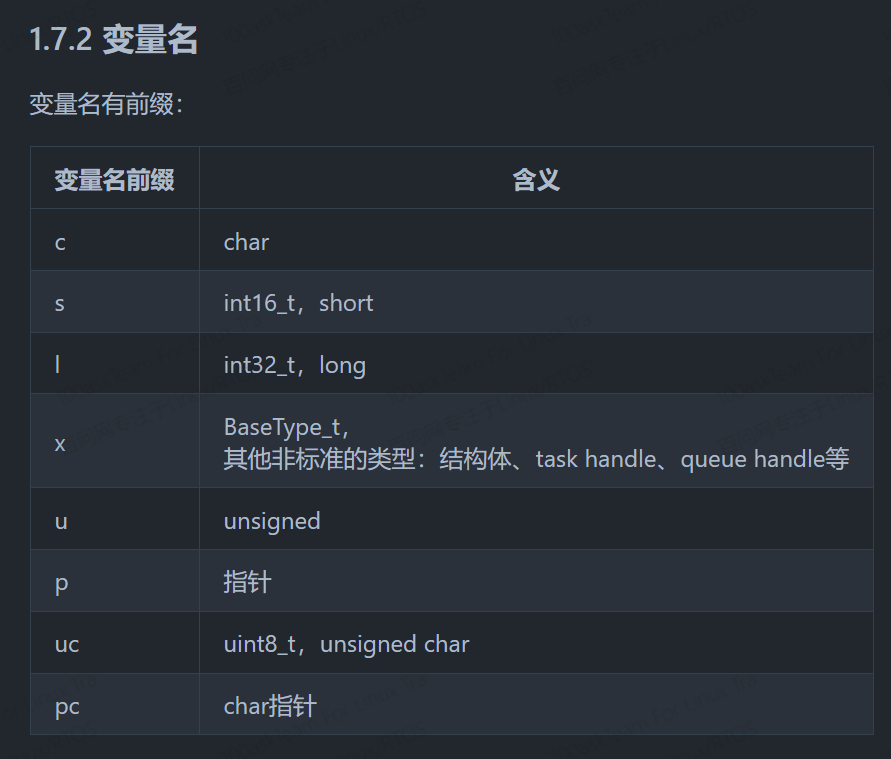 1.7.2 变量名
变量名有前缀：
变量名前缀 含义
c char
s int16_t，short
l int32_t，long
x BaseType_t，
其他非标准的类型：结构体、task handle、queue handle等
u unsigned
p 指针
uc uint8_t，unsigned char
pc char指针